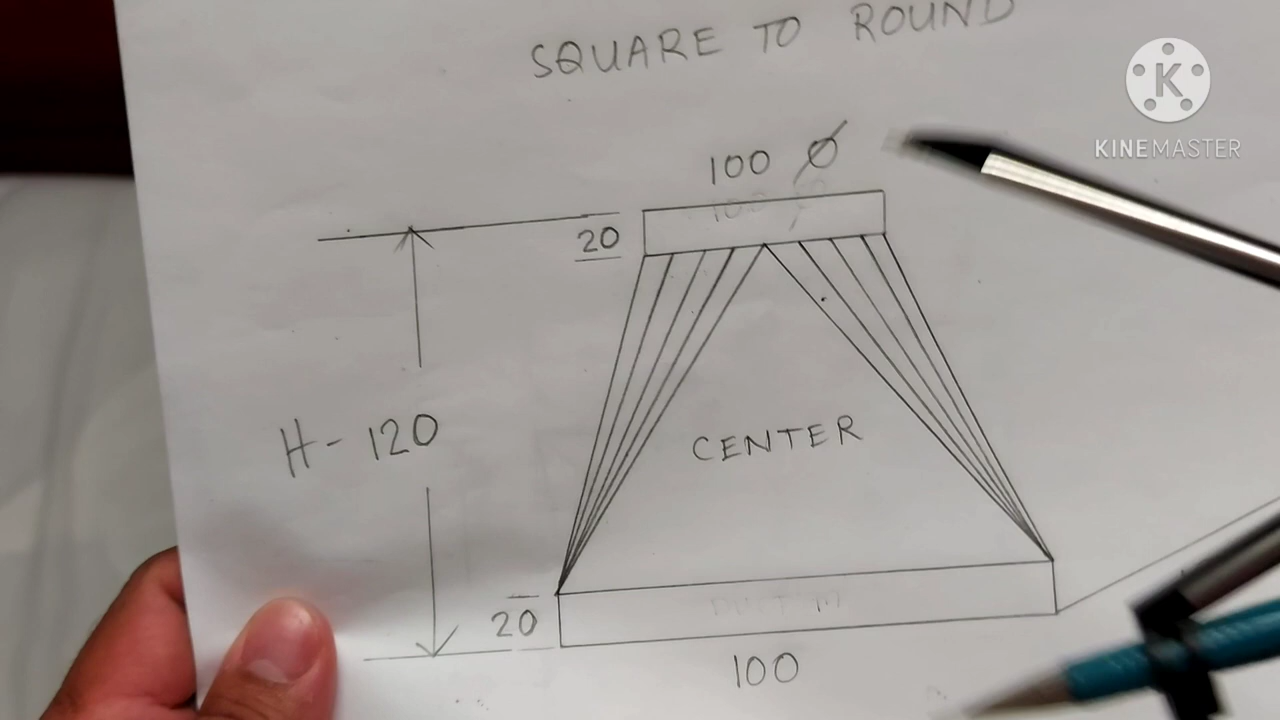 SQUARE TO ROUND
K
KINEMASTER
100 Ø
20
H - 120
CENTER
20
100